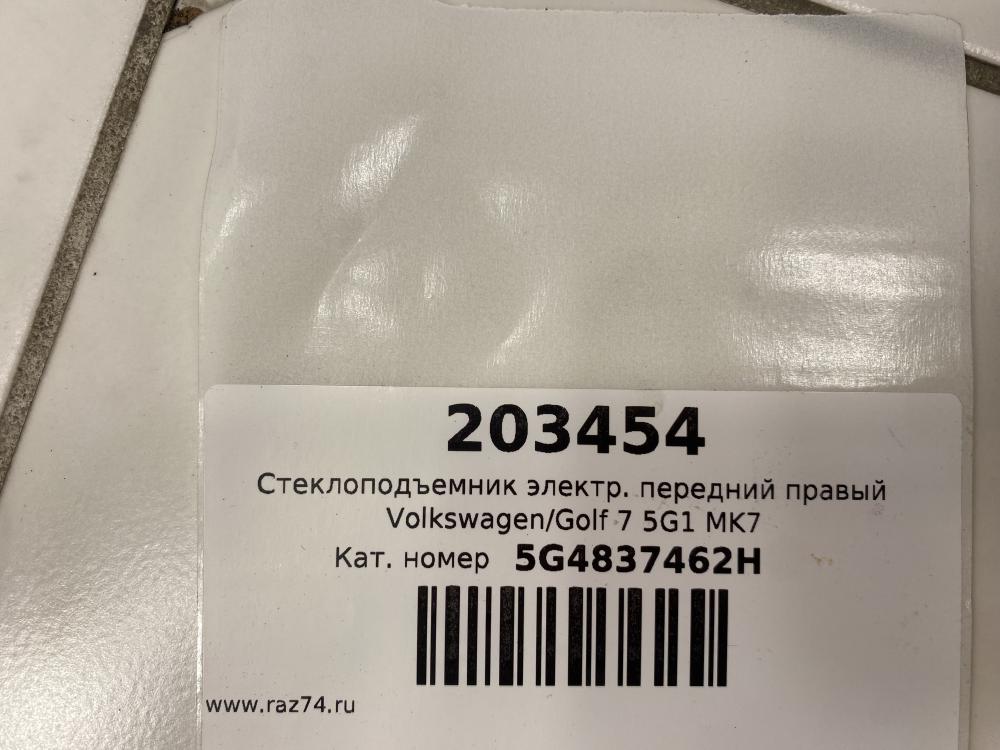 203454
Стеклоподъемник электр. передний правый
Volkswagen/Golf 7 5G1 MK7
Кат. номер 5G4837462H
www.raz74.ru